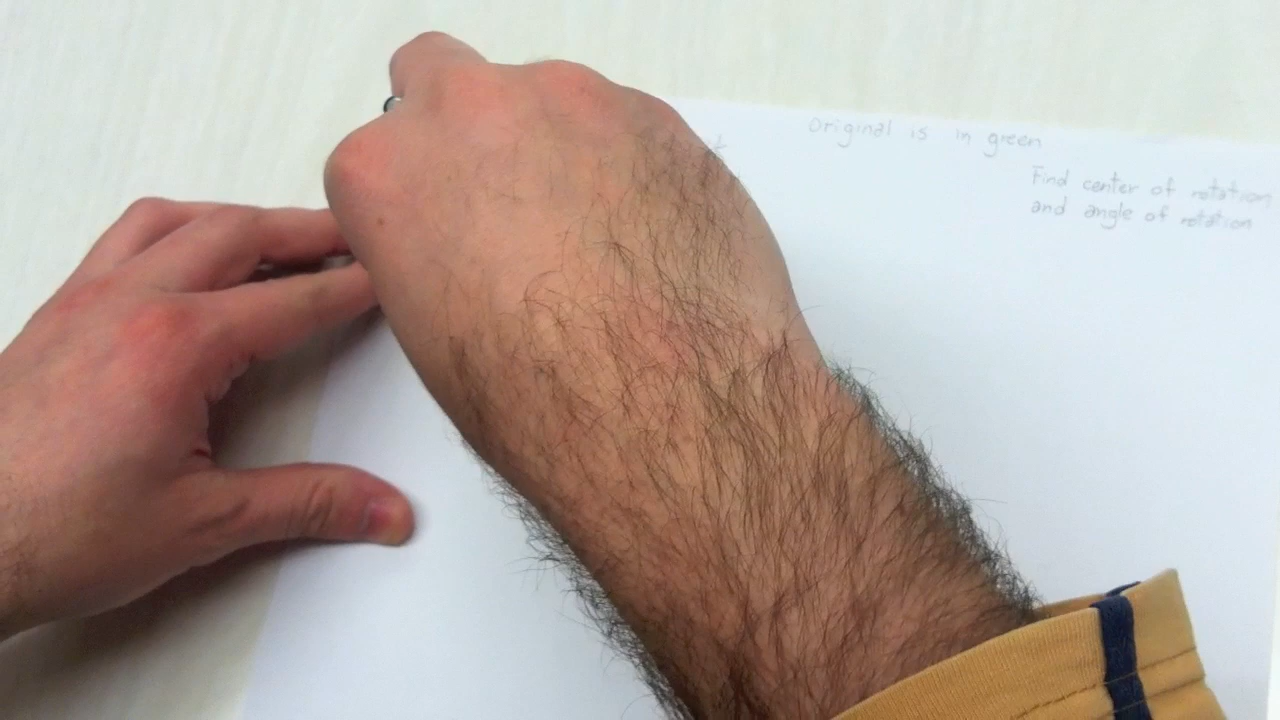 Original is in green
Find center of rotation
and angle of rotation